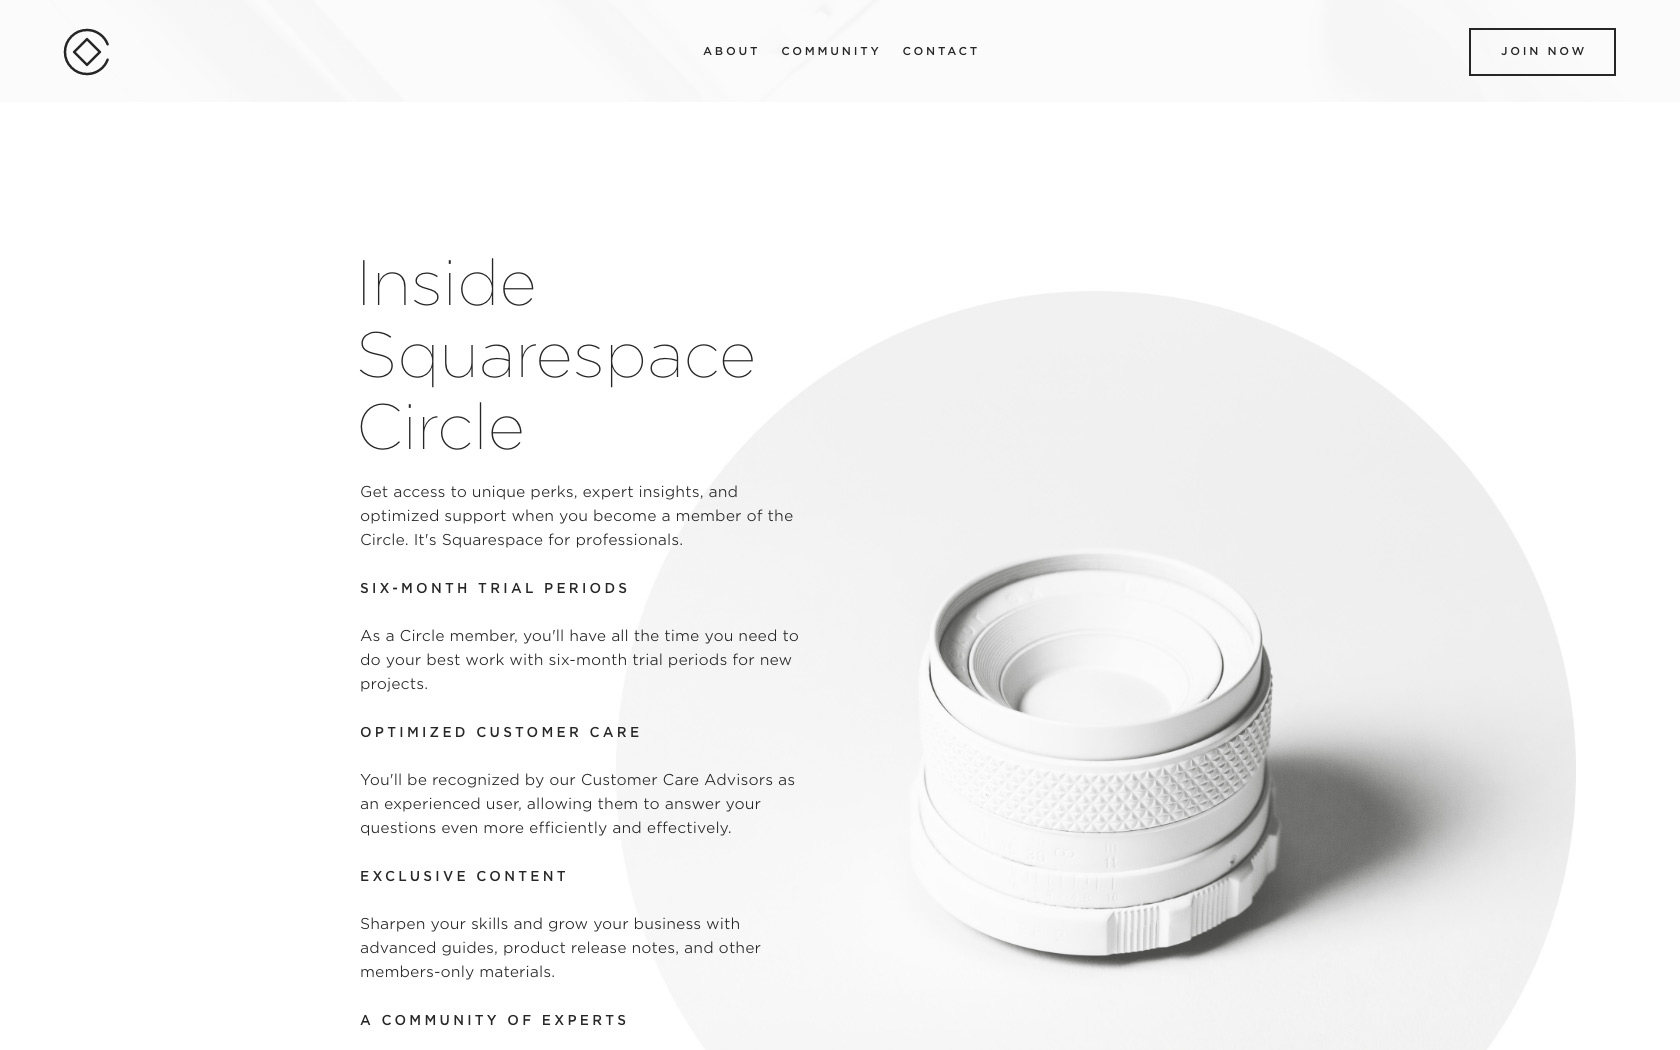 ABOUT COMMUNITY CONTACT
JOIN NOW
Inside
Squarespace
Circle
Get access to unique perks, expert insights, and
optimized support when you become a member of the
Circle. It's Squarespace for professionals.
SIX-MONTH TRIAL PERIODS
As a Circle member, you'll have all the time you need to
do your best work with six-month trial periods for new
projects.
OPTIMIZED CUSTOMER CARE
You'll be recognized by our Customer Care Advisors as
an experienced user, allowing them to answer your
questions even more efficiently and effectively.
EXCLUSIVE CONTENT
Sharpen your skills and grow your business with
advanced guides, product release notes, and other
members-only materials.
A COMMUNITY OF EXPERTS